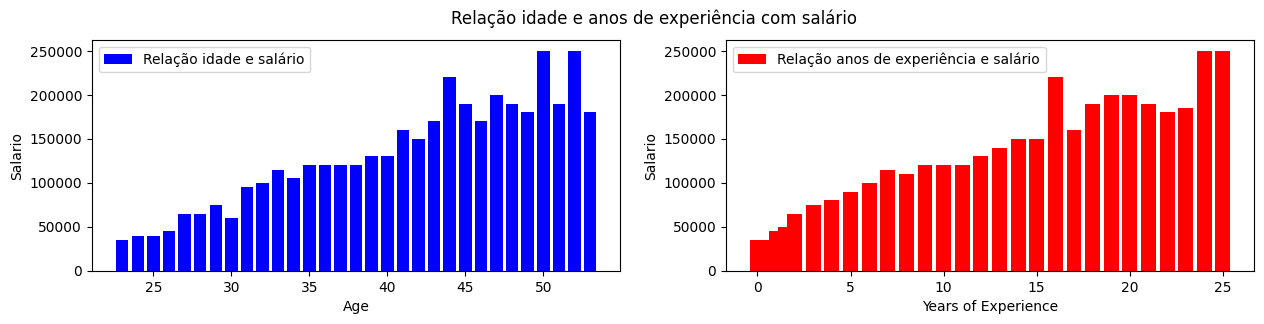 Relação idade e anos de experiência com salário
Relação idade e salário
250000
200000
150000
100000
50000
0
Salario
25 30 35 40 45 50
Age
Relação anos de experiência e salário
250000
200000
150000
100000
50000
0
Salario
0 5 10 15 20 25
Years of Experience